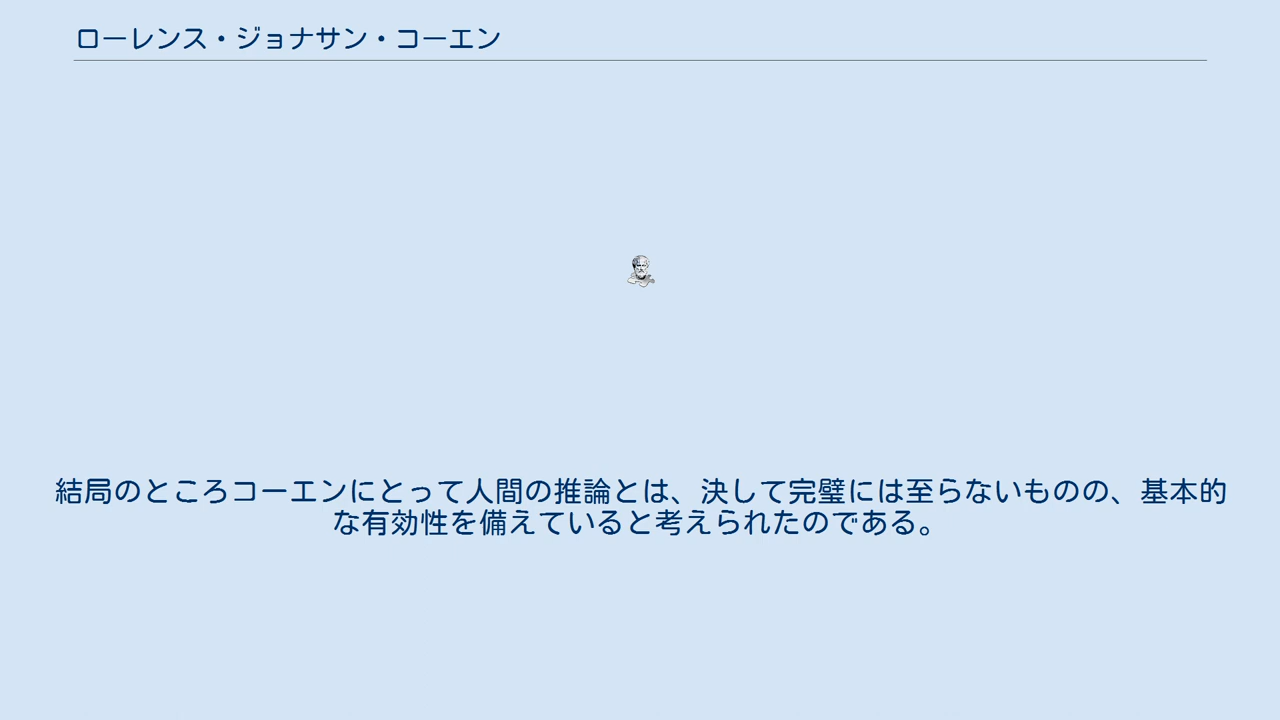 ローレンス・ジョナサン・コーエン
結局のところコーエンにとって人間の推論とは、決して完璧には至らないものの、基本的
な有効性を備えていると考えられたのである。